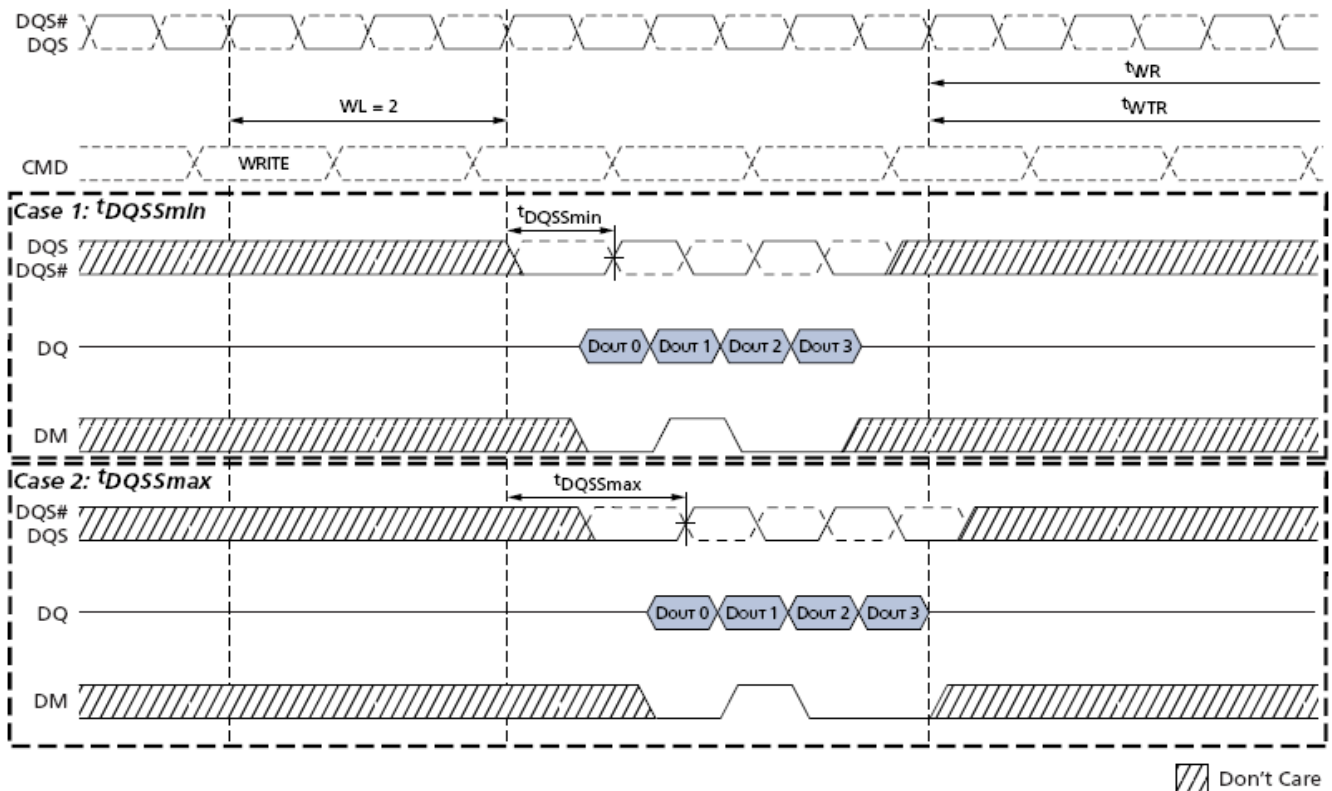 DQS#
DQS
tWR
WL = 2
tWTR
CMD
WRITE
Case 1: tDQSSmin
tDQSSmin
DQS
DQS#
DQ
DOUT 0 DOUT 1 DOUT 2 DOUT 3
DM
Case 2: tDQSSmax
tDQSSmax
DQS#
DQS
DQ
DOUT 0 DOUT 1 DOUT 2 DOUT 3
DM
Don't Care